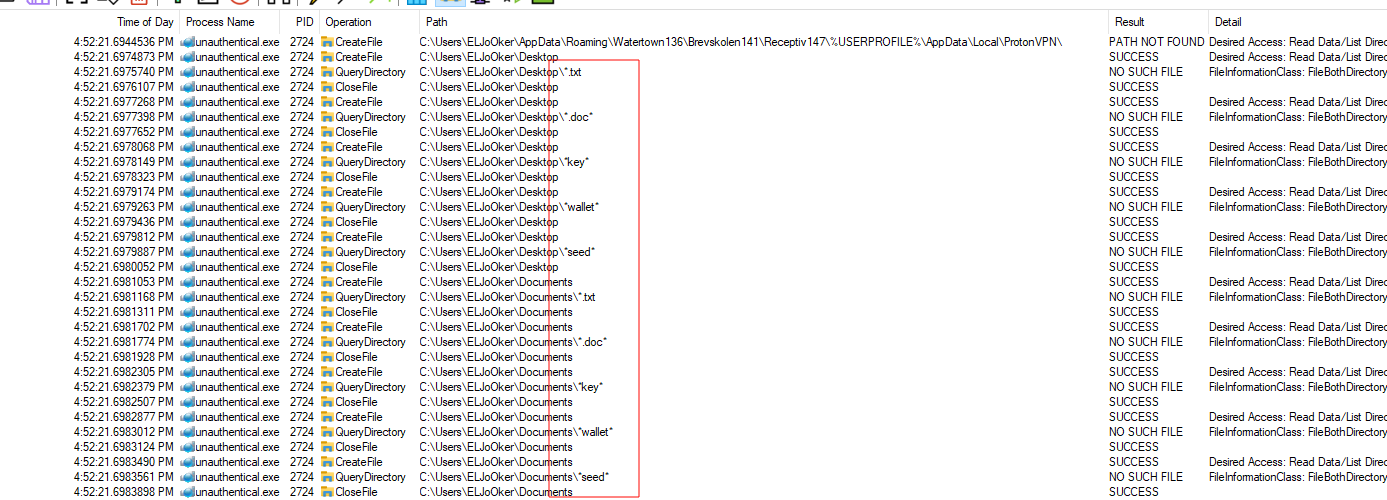 Time of Day Process Name PID Operation Path Result Detail
4:52:21.6944536 PM unauthentical.exe 2724 CreateFile C:\Users\ELJoOker\AppData\Roaming\Watertown136\Brevskolen141\Receptiv147\%USERPROFILE%\AppData\Local\ProtonVPN\ PATH NOT FOUND Desired Access: Read Data/List Direc
4:52:21.6974873 PM unauthentical.exe 2724 CreateFile C:\Users\ELJoOker\Desktop SUCCESS Desired Access: Read Data/List Direc
4:52:21.6975740 PM unauthentical.exe 2724 QueryDirectory C:\Users\ELJoOker\Desktop\*.txt NO SUCH FILE FileInformationClass: FileBothDirectory
4:52:21.6976107 PM unauthentical.exe 2724 CloseFile C:\Users\ELJoOker\Desktop SUCCESS
4:52:21.6977268 PM unauthentical.exe 2724 CreateFile C:\Users\ELJoOker\Desktop SUCCESS Desired Access: Read Data/List Direc
4:52:21.6977398 PM unauthentical.exe 2724 QueryDirectory C:\Users\ELJoOker\Desktop\*.doc* NO SUCH FILE FileInformationClass: FileBothDirectory
4:52:21.6977652 PM unauthentical.exe 2724 CloseFile C:\Users\ELJoOker\Desktop SUCCESS
4:52:21.6978068 PM unauthentical.exe 2724 CreateFile C:\Users\ELJoOker\Desktop SUCCESS Desired Access: Read Data/List Direc
4:52:21.6978149 PM unauthentical.exe 2724 QueryDirectory C:\Users\ELJoOker\Desktop\*key* NO SUCH FILE FileInformationClass: FileBothDirectory
4:52:21.6978323 PM unauthentical.exe 2724 CloseFile C:\Users\ELJoOker\Desktop SUCCESS
4:52:21.6979174 PM unauthentical.exe 2724 CreateFile C:\Users\ELJoOker\Desktop SUCCESS Desired Access: Read Data/List Direc
4:52:21.6979263 PM unauthentical.exe 2724 QueryDirectory C:\Users\ELJoOker\Desktop\*wallet* NO SUCH FILE FileInformationClass: FileBothDirectory
4:52:21.6979436 PM unauthentical.exe 2724 CloseFile C:\Users\ELJoOker\Desktop SUCCESS
4:52:21.6979812 PM unauthentical.exe 2724 CreateFile C:\Users\ELJoOker\Desktop SUCCESS Desired Access: Read Data/List Direc
4:52:21.6979887 PM unauthentical.exe 2724 QueryDirectory C:\Users\ELJoOker\Desktop\*seed* NO SUCH FILE FileInformationClass: FileBothDirectory
4:52:21.6980052 PM unauthentical.exe 2724 CloseFile C:\Users\ELJoOker\Desktop SUCCESS
4:52:21.6981053 PM unauthentical.exe 2724 CreateFile C:\Users\ELJoOker\Documents SUCCESS Desired Access: Read Data/List Direc
4:52:21.6981168 PM unauthentical.exe 2724 QueryDirectory C:\Users\ELJoOker\Documents\*.txt NO SUCH FILE FileInformationClass: FileBothDirectory
4:52:21.6981311 PM unauthentical.exe 2724 CloseFile C:\Users\ELJoOker\Documents SUCCESS
4:52:21.6981702 PM unauthentical.exe 2724 CreateFile C:\Users\ELJoOker\Documents SUCCESS Desired Access: Read Data/List Direc
4:52:21.6981774 PM unauthentical.exe 2724 QueryDirectory C:\Users\ELJoOker\Documents\*.doc* NO SUCH FILE FileInformationClass: FileBothDirectory
4:52:21.6981928 PM unauthentical.exe 2724 CloseFile C:\Users\ELJoOker\Documents SUCCESS
4:52:21.6982305 PM unauthentical.exe 2724 CreateFile C:\Users\ELJoOker\Documents SUCCESS Desired Access: Read Data/List Direc
4:52:21.6982379 PM unauthentical.exe 2724 QueryDirectory C:\Users\ELJoOker\Documents\*key* NO SUCH FILE FileInformationClass: FileBothDirectory
4:52:21.6982507 PM unauthentical.exe 2724 CloseFile C:\Users\ELJoOker\Documents SUCCESS
4:52:21.6982877 PM unauthentical.exe 2724 CreateFile C:\Users\ELJoOker\Documents SUCCESS Desired Access: Read Data/List Direc
4:52:21.6983012 PM unauthentical.exe 2724 QueryDirectory C:\Users\ELJoOker\Documents\*wallet* NO SUCH FILE FileInformationClass: FileBothDirectory
4:52:21.6983124 PM unauthentical.exe 2724 CloseFile C:\Users\ELJoOker\Documents SUCCESS
4:52:21.6983490 PM unauthentical.exe 2724 CreateFile C:\Users\ELJoOker\Documents SUCCESS Desired Access: Read Data/List Direc
4:52:21.6983561 PM unauthentical.exe 2724 QueryDirectory C:\Users\ELJoOker\Documents\*seed* NO SUCH FILE FileInformationClass: FileBothDirectory
4:52:21.6983898 PM unauthentical.exe 2724 CloseFile C:\Users\ELJoOker\Documents SUCCESS